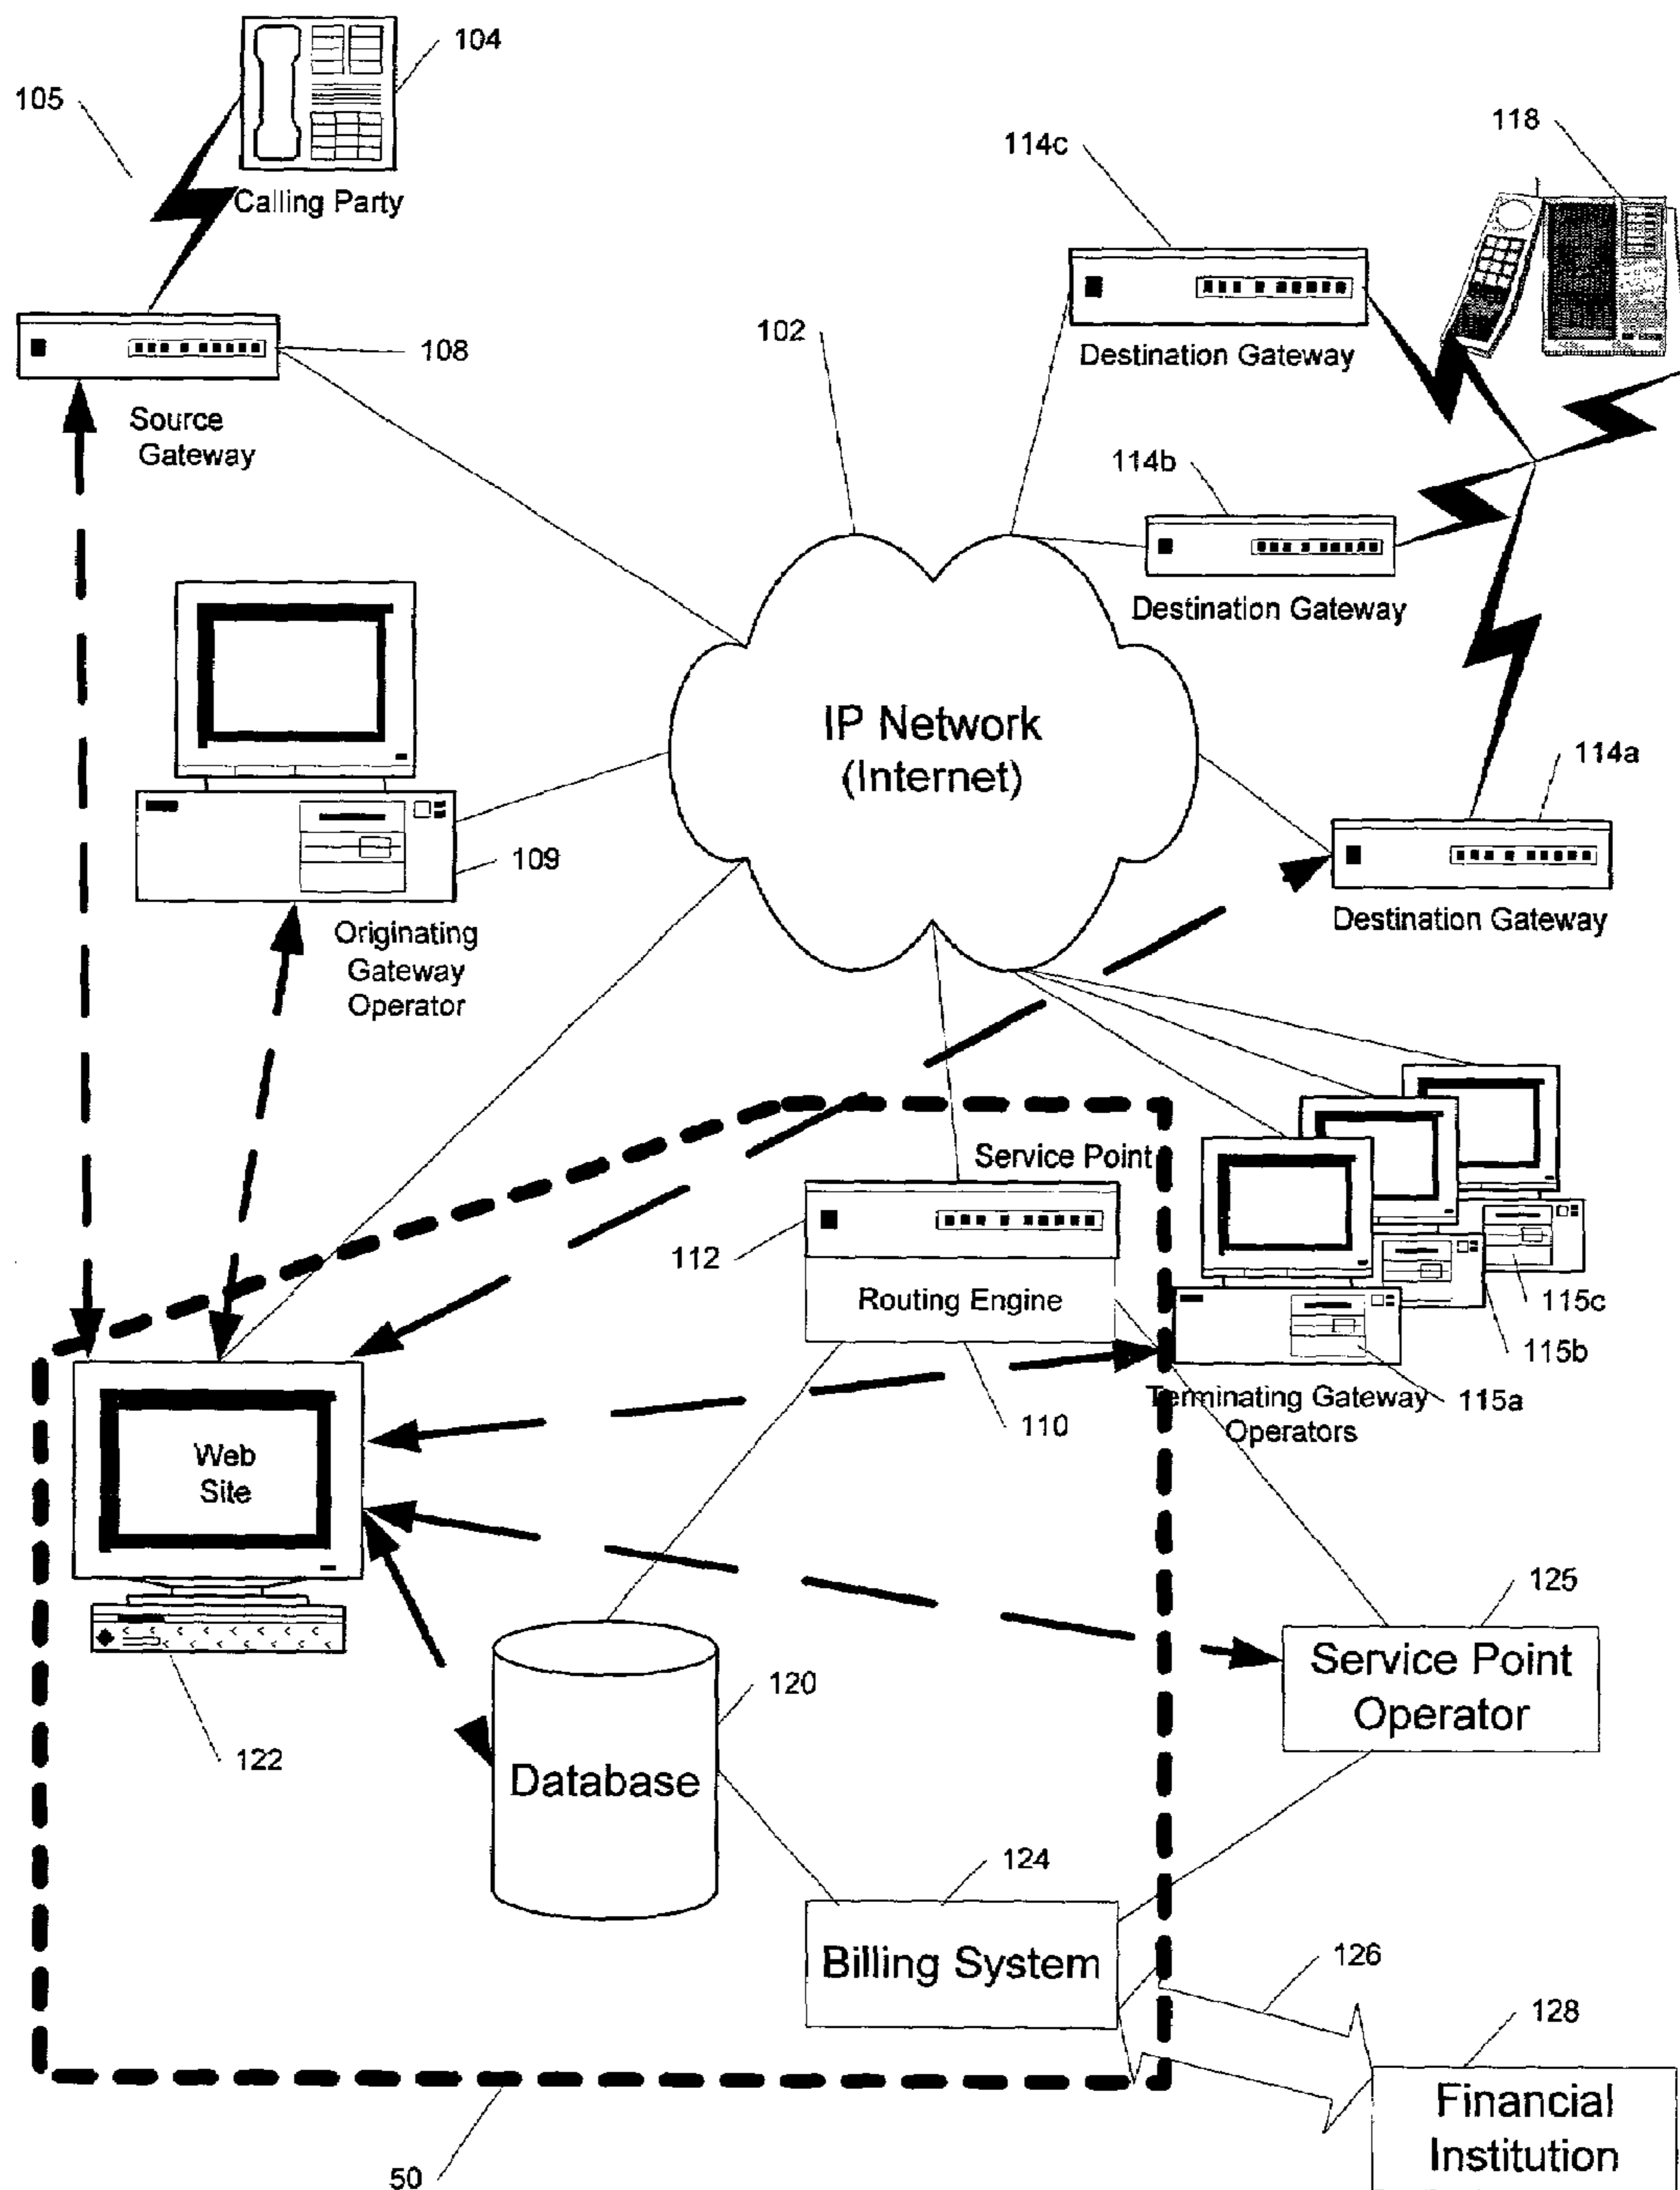 104
105
Calling Party
118
114c
108
102
Destination Gateway
Source
Gateway
114b
Destination Gateway
IP Network
(Internet)
114a
109
Destination Gateway
Originating
Gateway
Operator
Service Point
112
Routing Engine
115c
115b
Terminating Gateway
Operators
115a
110
Web
Site
125
Service Point
Operator
120
122
Database
124
Billing System
126
128
Financial
Institution
50